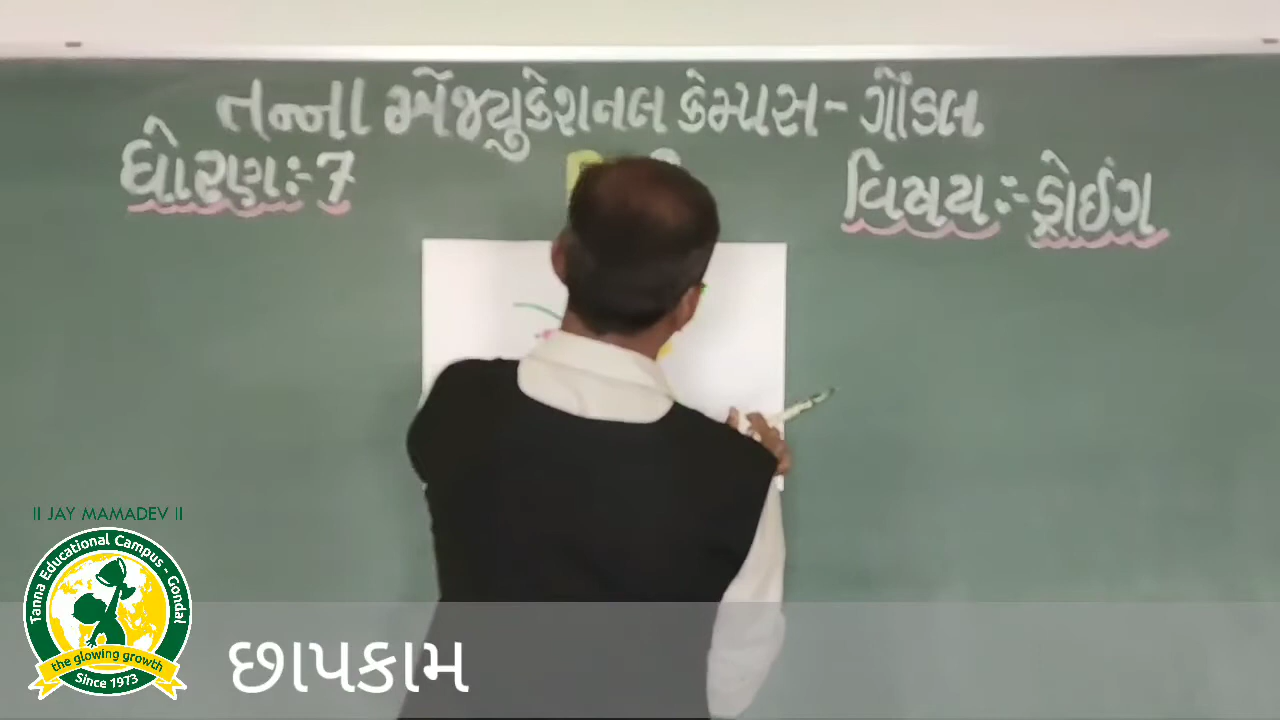 તન્ના એજ્યુકેશનલ કેમ્પસ - ગોંડલ
ધોરણ:- 7
વિષય:- ડ્રોઈંગ
II JAY MAMADEV II
Tanna Educational Campus - Gondal
the glowing growth
Since 1973
છાપકામ